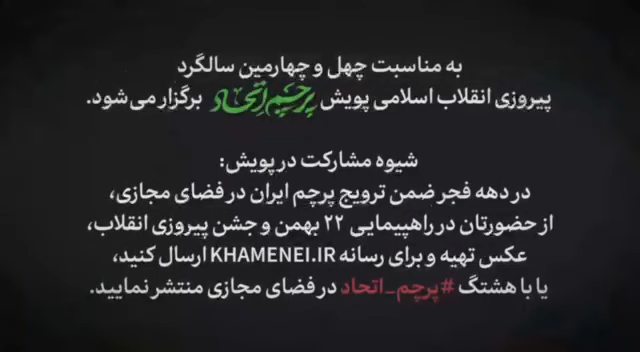 به مناسبت چهل و چهارمین سالگرد
پیروزی انقلاب اسلامی پویش پرچم اتحاد برگزار می‌شود.
شیوه مشارکت در پویش:
در دهه فجر ضمن ترویج پرچم ایران در فضای مجازی،
از حضورتان در راهپیمایی ۲۲ بهمن و جشن پیروزی انقلاب،
عکس تهیه و برای رسانه KHAMENEI.IR ارسال کنید،
یا با هشتگ #پرچم_اتحاد در فضای مجازی منتشر نمایید.